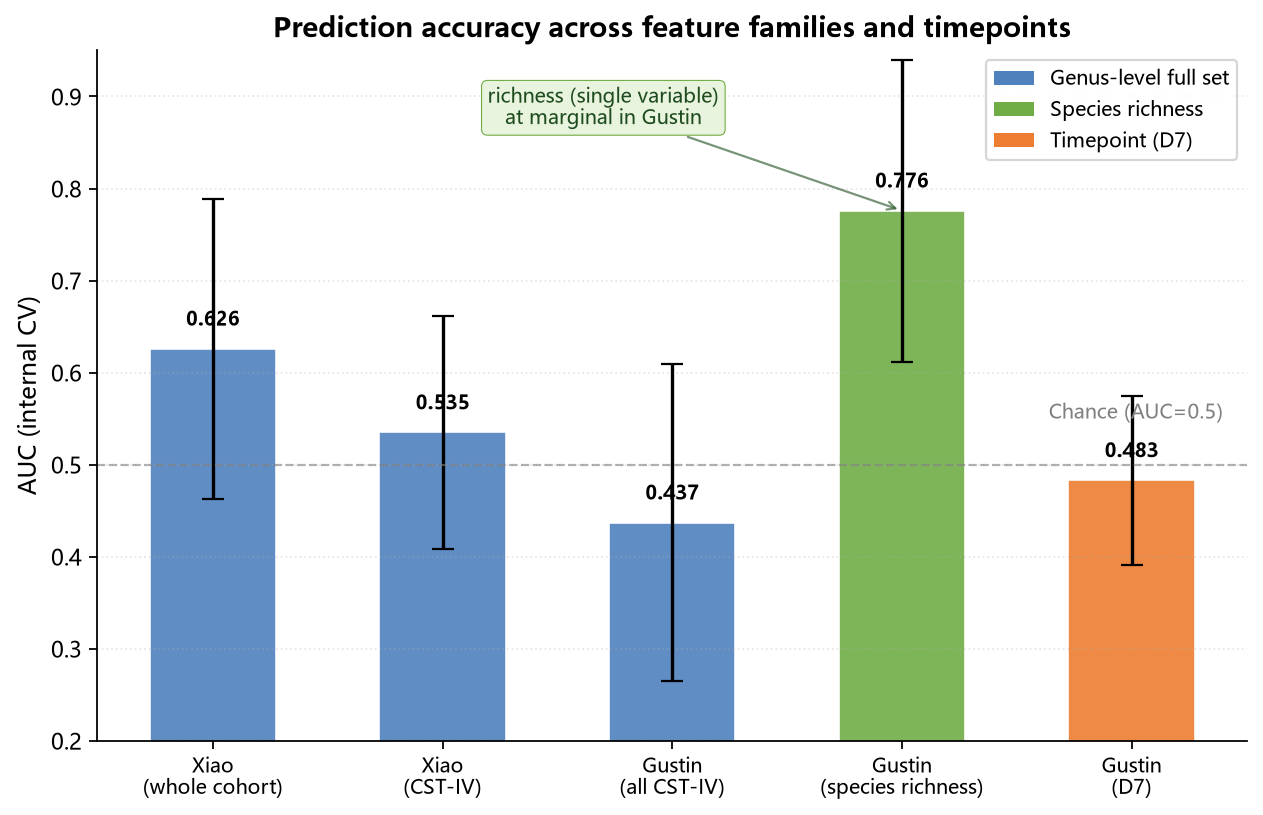 Prediction accuracy across feature families and timepoints
richness (single variable)
at marginal in Gustin
Genus-level full set
Species richness
Timepoint (D7)
AUC (internal CV)
0.9
0.8
0.7
0.6
0.5
0.4
0.3
0.2
0.626
0.535
0.437
0.776
0.483
Chance (AUC=0.5)
Xiao
(whole cohort)
Xiao
(CST-IV)
Gustin
(all CST-IV)
Gustin
(species richness)
Gustin
(D7)